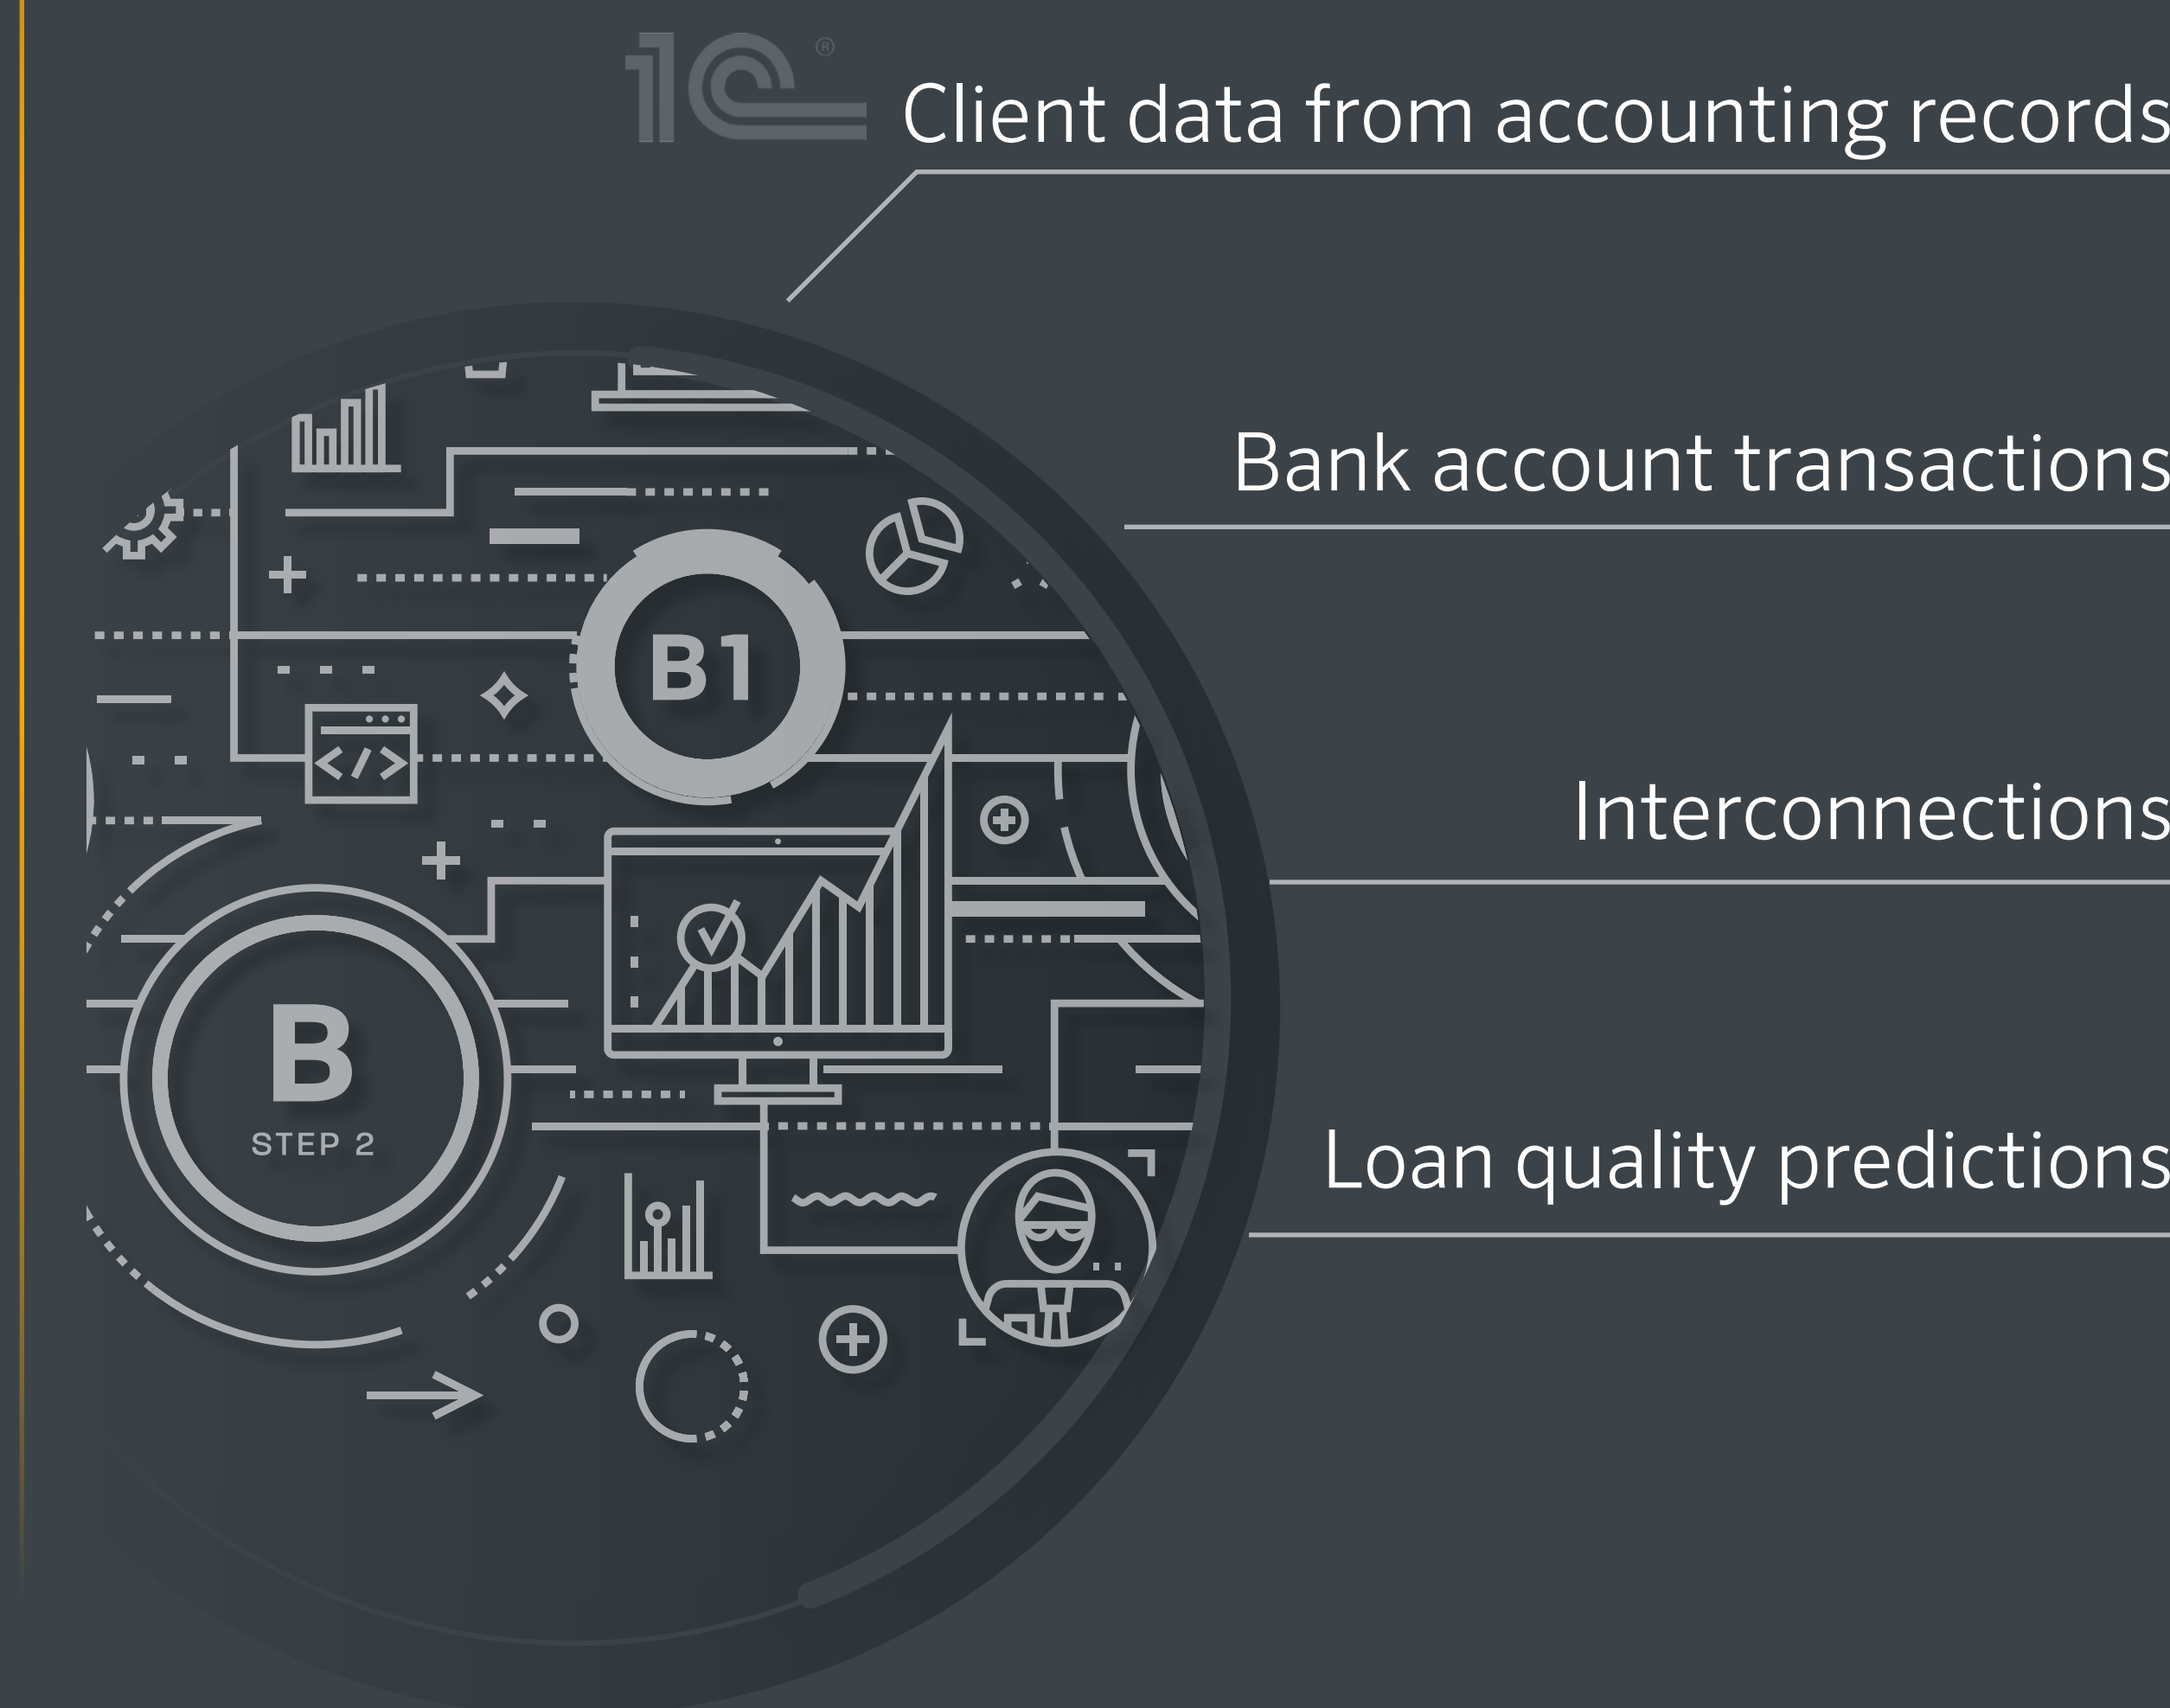 1C®
Client data from accounting records
Bank account transactions
B1
</>
Interconnections
B
STEP 2
Loan quality predictions